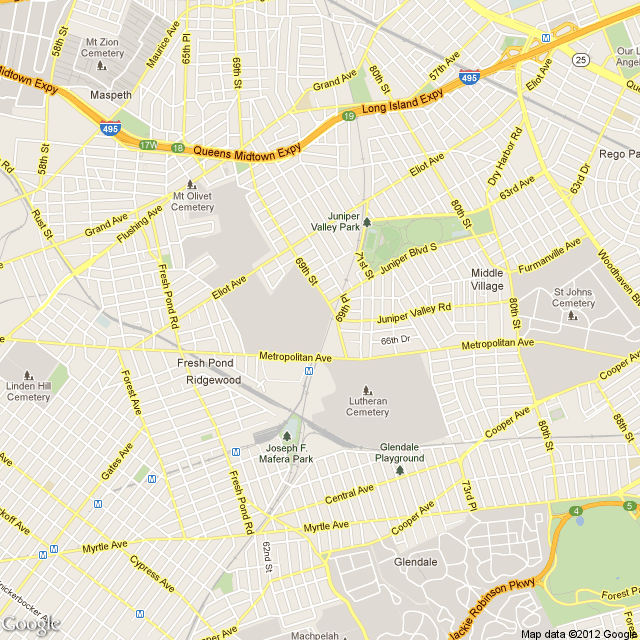 58th St
Mt Zion
Cemetery
Maurice Ave
65th Pl
69th St
Grand Ave
80th St
57th Ave
495
M
25
Our L
Angel
Eliot Ave
Midtown Expy
Maspeth
Long Island Expy
19
495
17W
18
Queens Midtown Expy
58th St
Rd
Mt Olivet
Cemetery
Eliot Ave
Dry Harbor Rd
63rd Ave
63rd Dr
Rego Pa
Rust St
Grand Ave
Flushing Ave
Juniper
Valley Park
80th St
71st St
Juniper Blvd S
Furmanville Ave
Woodhaven B
Fresh Pond Rd
Eliot Ave
69th St
69th Pl
Middle
Village
St Johns
Cemetery
Juniper Valley Rd
80th St
66th Dr
Metropolitan Ave
Metropolitan Ave
Fresh Pond
Ridgewood
M
Linden Hill
Cemetery
Forest Ave
Lutheran
Cemetery
Cooper Ave
Cooper Ave
88th St
80th St
Joseph F.
Mafera Park
Glendale
Playground
Gates Ave
M
M
M
Fresh Pond Rd
Central Ave
73rd Pl
Myrtle Ave
Cooper Ave
4
5
Myrtle Ave
M
M
62nd St
Cypress Ave
Glendale
Jackie Robinson Pkwy
Forest Pa
Knickerbocker
M
Machpelah
Google
Map data ©2012 Goog